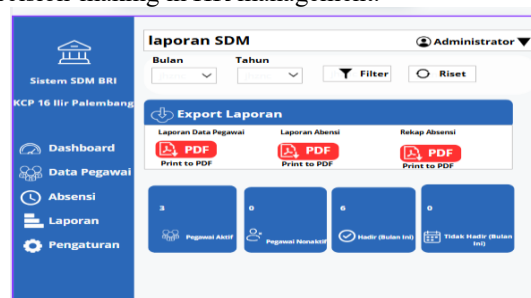 laporan SDM
Administrator
Bulan
Tahun
Filter
Riset
Sistem SDM BRI
KCP 16 Ilir Palembang
Dashboard
Data Pegawai
Absensi
Laporan
Pengaturan
Export Laporan
Laporan Data Pegawai
Laporan Abensi
Rekap Absensi
PDF
PDF
PDF
Print to PDF
Print to PDF
Print to PDF
3
Pegawai Aktif
0
Pegawai Nonaktif
6
Hadir (Bulan Ini)
0
Tidak Hadir (Bulan
Ini)